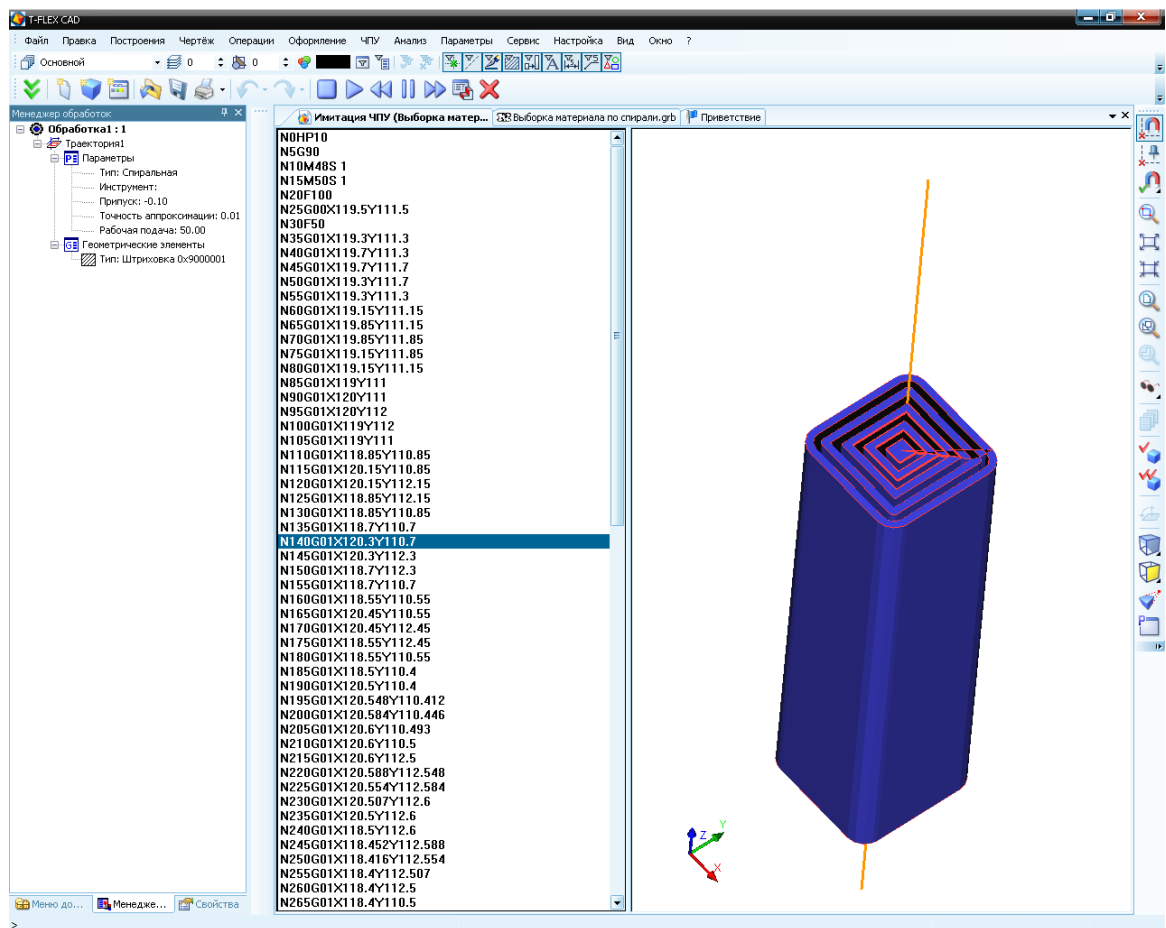 T-FLEX CAD
Файл Правка Построения Чертёж Операции Оформление ЧПУ Анализ Параметры Сервис Настройка Вид Окно ?
Основной 0 0
Менеджер обработок
Имитация ЧПУ (Выборка матер... Выборка материала по спирали.grb Приветствие
Обработка1 : 1
Траектория1
Параметры
Тип: Спиральная
Инструмент:
Припуск: -0.10
Точность аппроксимации: 0.01
Рабочая подача: 50.00
Геометрические элементы
Тип: Штриховка 0x9000001
N0HP10
N5G90
N10M48S 1
N15M50S 1
N20F100
N25G00X119.5Y111.5
N30F50
N35G01X119.3Y111.3
N40G01X119.7Y111.3
N45G01X119.7Y111.7
N50G01X119.3Y111.7
N55G01X119.3Y111.3
N60G01X119.15Y111.15
N65G01X119.85Y111.15
N70G01X119.85Y111.85
N75G01X119.15Y111.85
N80G01X119.15Y111.15
N85G01X119Y111
N90G01X120Y111
N95G01X120Y112
N100G01X119Y112
N105G01X119Y111
N110G01X118.85Y110.85
N115G01X120.15Y110.85
N120G01X120.15Y112.15
N125G01X118.85Y112.15
N130G01X118.85Y110.85
N135G01X118.7Y110.7
N140G01X120.3Y110.7
N145G01X120.3Y112.3
N150G01X118.7Y112.3
N155G01X118.7Y110.7
N160G01X118.55Y110.55
N165G01X120.45Y110.55
N170G01X120.45Y112.45
N175G01X118.55Y112.45
N180G01X118.55Y110.55
N185G01X118.5Y110.4
N190G01X120.5Y110.4
N195G01X120.548Y110.412
N200G01X120.584Y110.446
N205G01X120.6Y110.493
N210G01X120.6Y110.5
N215G01X120.6Y112.5
N220G01X120.588Y112.548
N225G01X120.554Y112.584
N230G01X120.507Y112.6
N235G01X120.5Y112.6
N240G01X118.5Y112.6
N245G01X118.452Y112.588
N250G01X118.416Y112.554
N255G01X118.4Y112.507
N260G01X118.4Y112.5
N265G01X118.4Y110.5
Z Y
X
Меню до... Менедже... Свойства
>